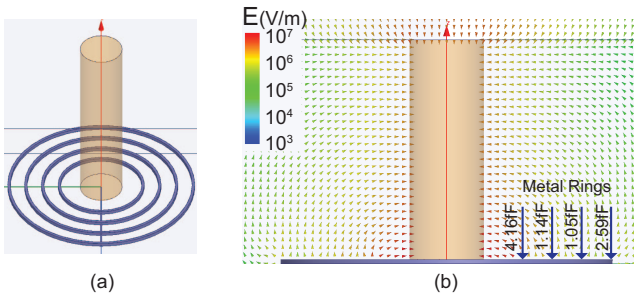 (a)
E(V/m)
10⁷
10⁶
10⁵
10⁴
10³
Metal Rings
4.16fF
1.14fF
1.05fF
2.59fF
(b)